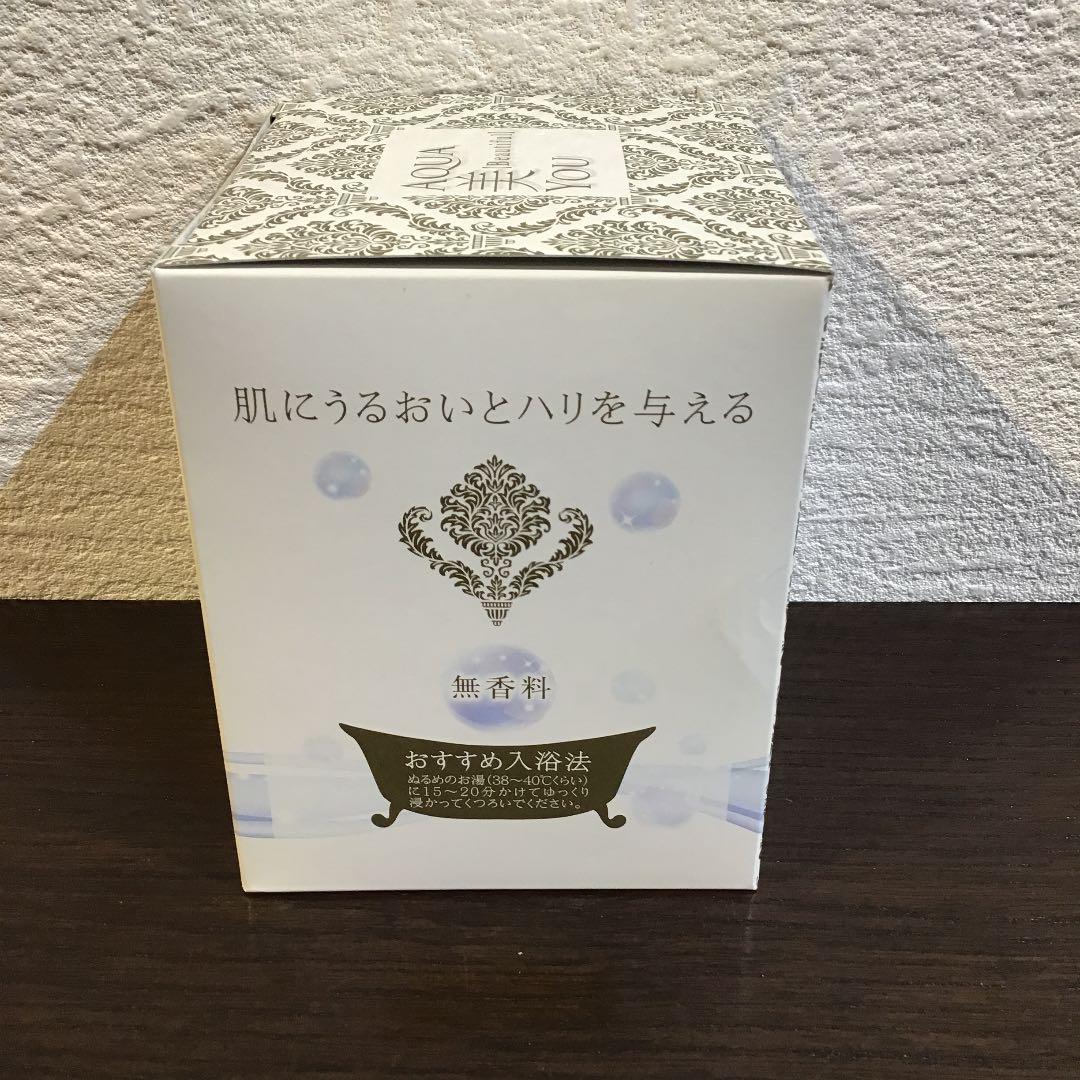 AQUA
Beautiful
美
YOU
肌にうるおいとハリを与える
無香料
おすすめ入浴法
ぬるめのお湯(38～40℃くらい)
に15～20分かけてゆっくり
浸かってくつろいでください。